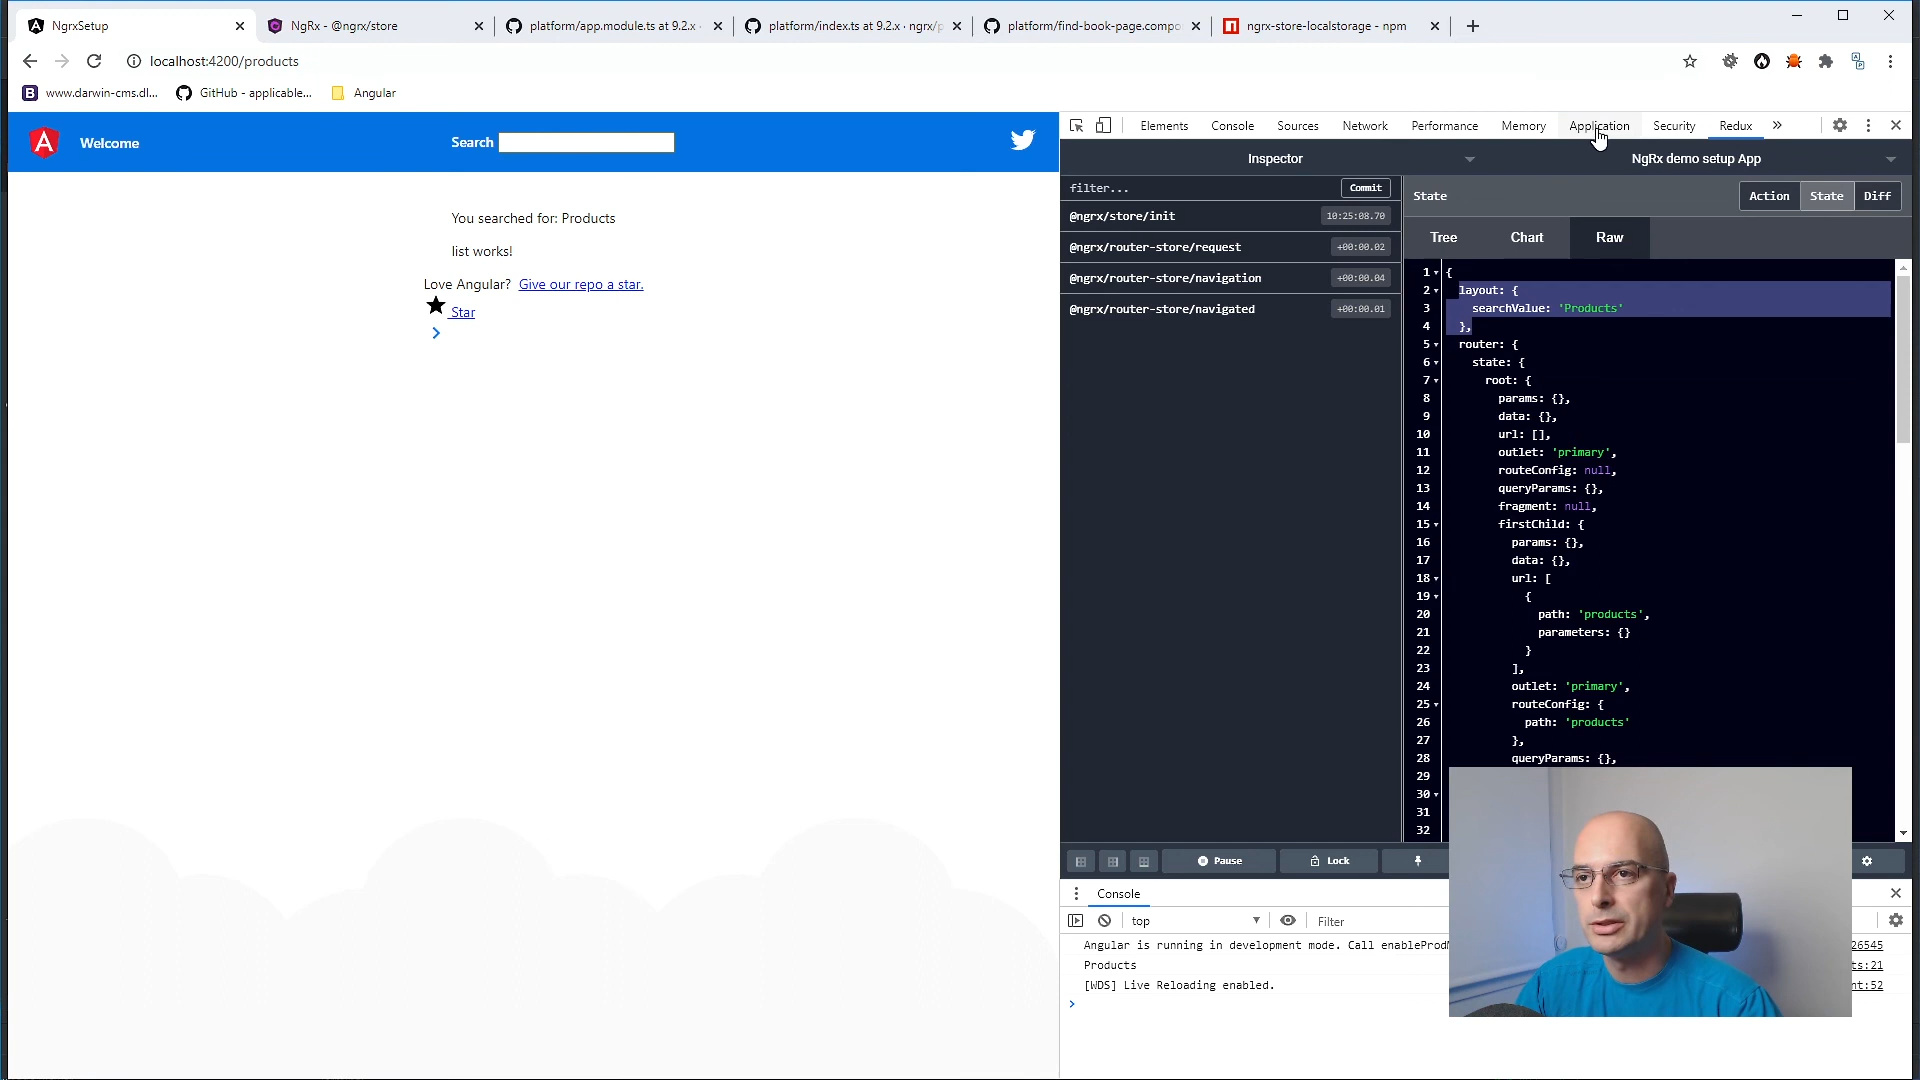 NgrxSetup
NgRx - @ngrx/store
platform/app.module.ts at 9.2.x ·
platform/index.ts at 9.2.x · ngrx/p
platform/find-book-page.compo
ngrx-store-localstorage - npm
localhost:4200/products
www.darwin-cms.dl...
GitHub - applicable...
Angular
Welcome
Search
Elements Console Sources Network Performance Memory Application Security Redux
Inspector
NgRx demo setup App
filter...
Commit
State
Action State Diff
@ngrx/store/init 10:25:08.70
@ngrx/router-store/request +00:00.02
@ngrx/router-store/navigation +00:00.04
@ngrx/router-store/navigated +00:00.01
Tree Chart Raw
You searched for: Products
list works!
Love Angular? Give our repo a star.
Star
1 {
2 layout: {
3 searchValue: 'Products'
4 },
5 router: {
6 state: {
7 root: {
8 params: {},
9 data: {},
10 url: [],
11 outlet: 'primary',
12 routeConfig: null,
13 queryParams: {},
14 fragment: null,
15 firstChild: {
16 params: {},
17 data: {},
18 url: [
19 {
20 path: 'products',
21 parameters: {}
22 }
23 ],
24 outlet: 'primary',
25 routeConfig: {
26 path: 'products'
27 },
28 queryParams: {},
29
30
31
32
Pause
Lock
Console
top
Filter
Angular is running in development mode. Call 26545
Products ts:21
[WDS] Live Reloading enabled. nt:52